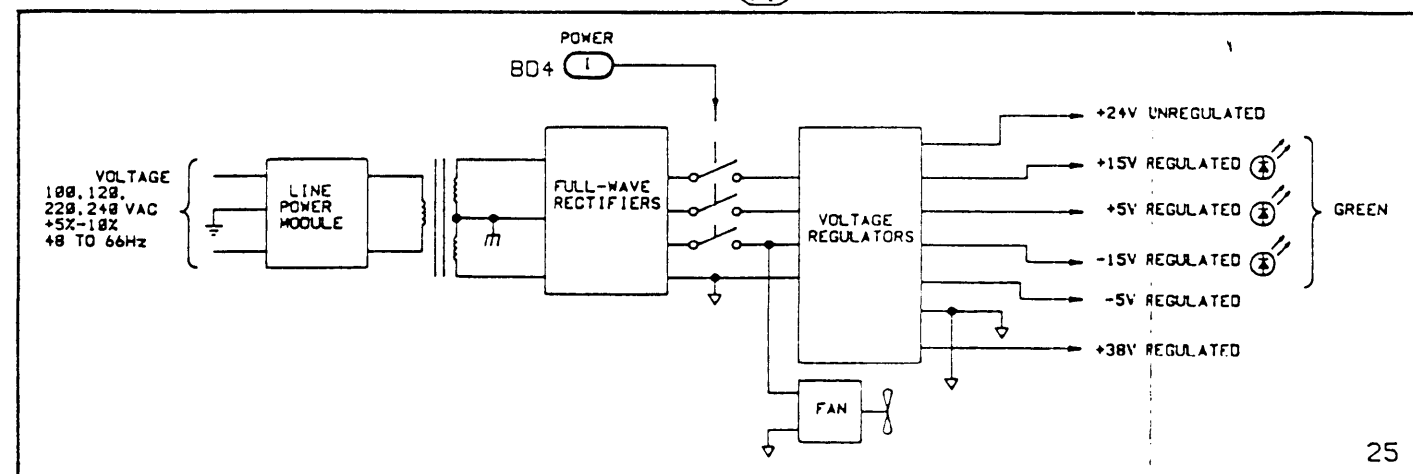 POWER
BD4
1
VOLTAGE
100,120,
220,240 VAC
+5%-10%
48 TO 66Hz
LINE
POWER
MODULE
FULL-WAVE
RECTIFIERS
VOLTAGE
REGULATORS
+24V UNREGULATED
+15V REGULATED
+5V REGULATED
-15V REGULATED
-5V REGULATED
+38V REGULATED
GREEN
FAN
25